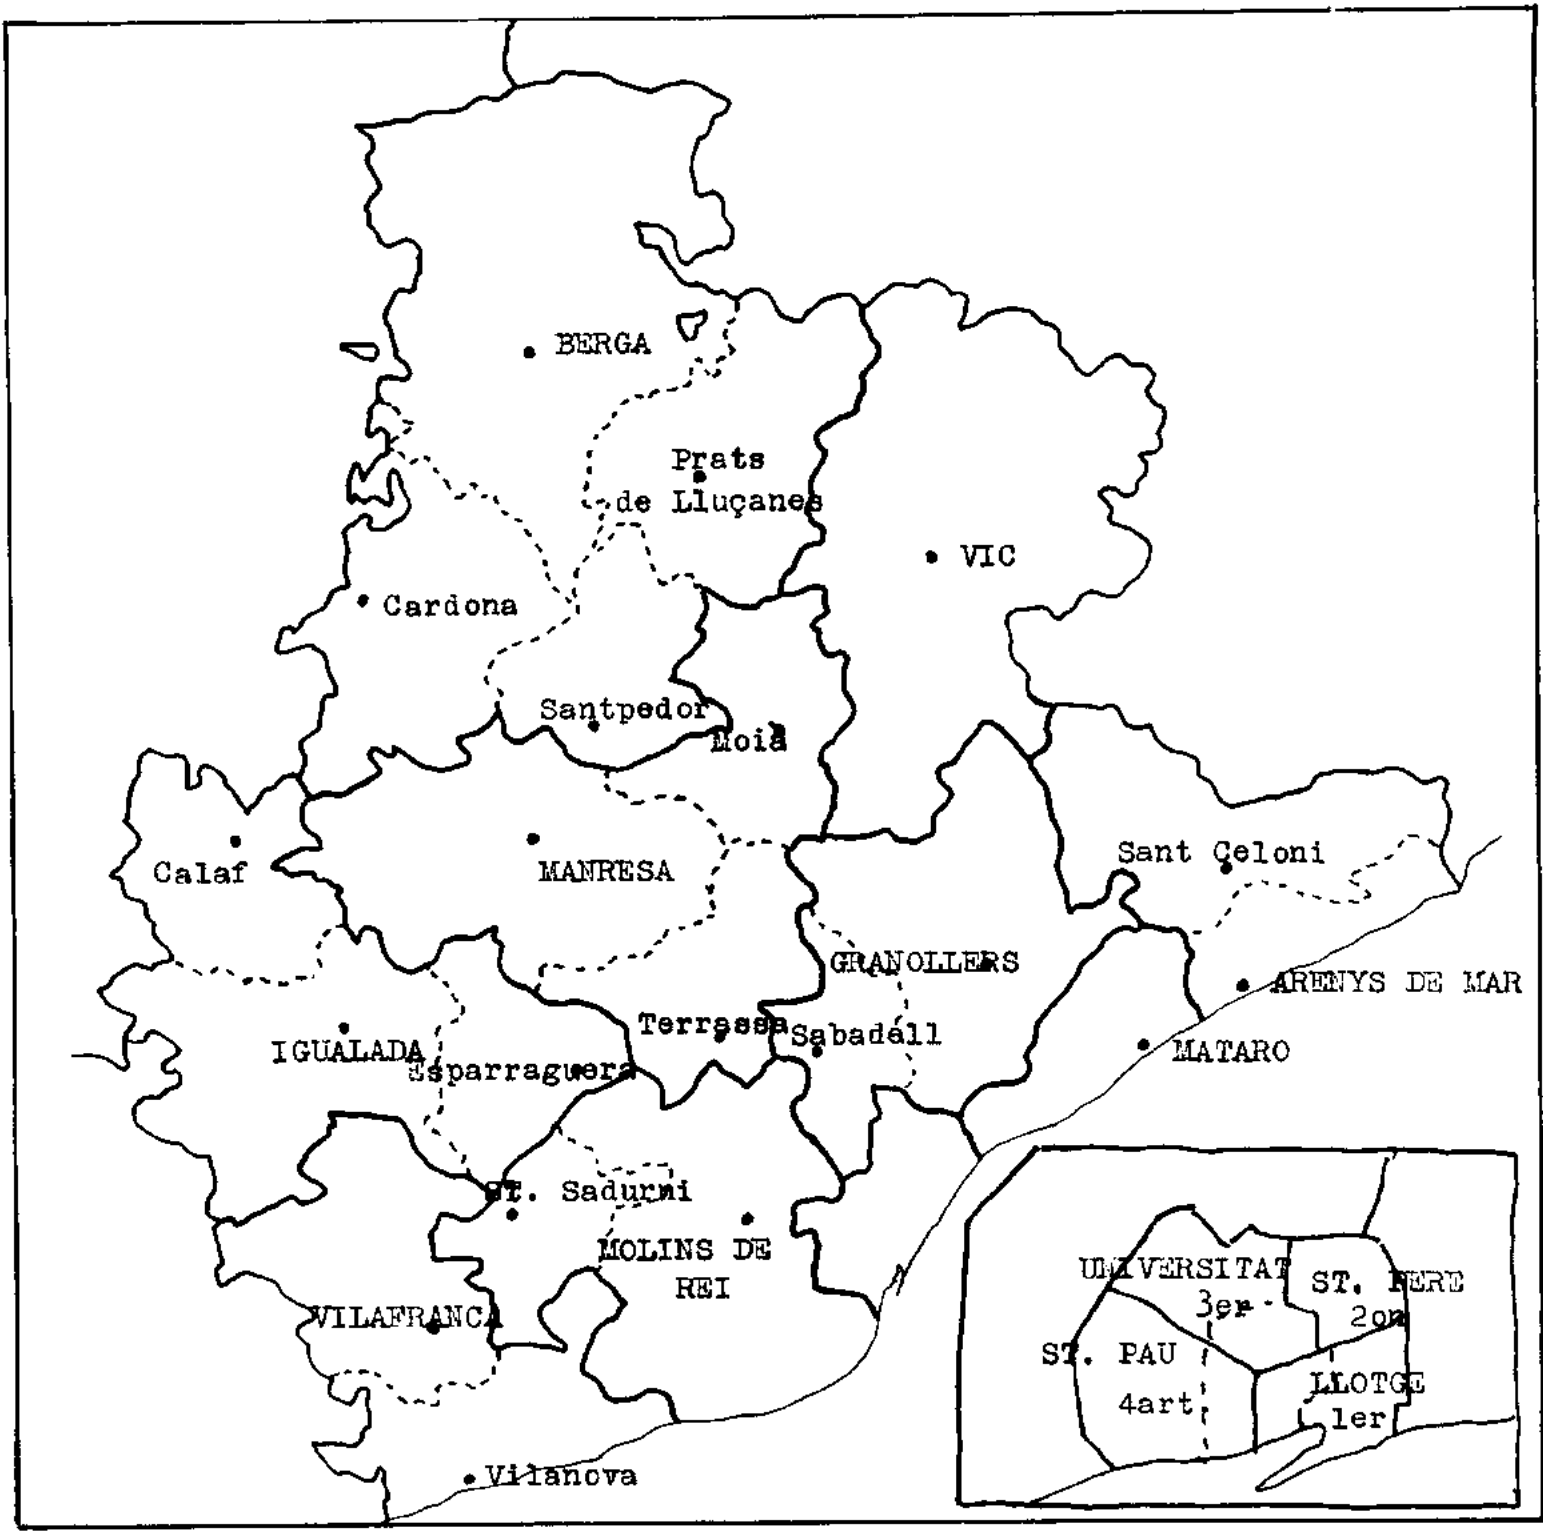 BERGA
Prats
de Lluçanes
VIC
Cardona
Santpedor
Moià
MANRESA
Calaf
Sant Celoni
GRANOLLERS
ARENYS DE MAR
Terrassa
Sabadell
IGUALADA
Esparraguera
MATARO
St. Sadurni
MOLINS DE
REI
VILAFRANCA
Vilanova
UNIVERSITAT
3er
ST. PERE
2on
ST. PAU
4art
LLOTGE
1er